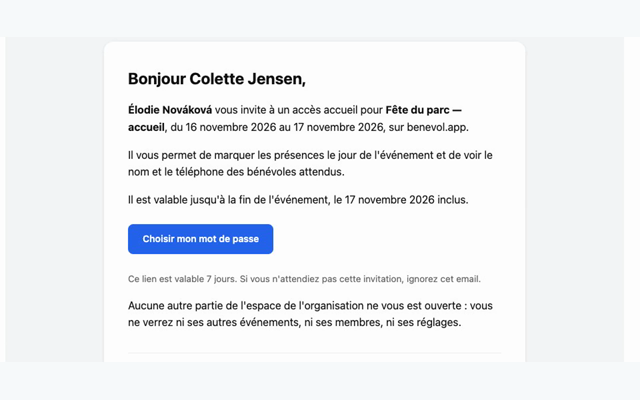 Bonjour Colette Jensen,
Élodie Nováková vous invite à un accès accueil pour Fête du parc —
accueil, du 16 novembre 2026 au 17 novembre 2026, sur benevol.app.
Il vous permet de marquer les présences le jour de l'événement et de voir le
nom et le téléphone des bénévoles attendus.
Il est valable jusqu'à la fin de l'événement, le 17 novembre 2026 inclus.
Choisir mon mot de passe
Ce lien est valable 7 jours. Si vous n'attendiez pas cette invitation, ignorez cet email.
Aucune autre partie de l'espace de l'organisation ne vous est ouverte : vous
ne verrez ni ses autres événements, ni ses membres, ni ses réglages.